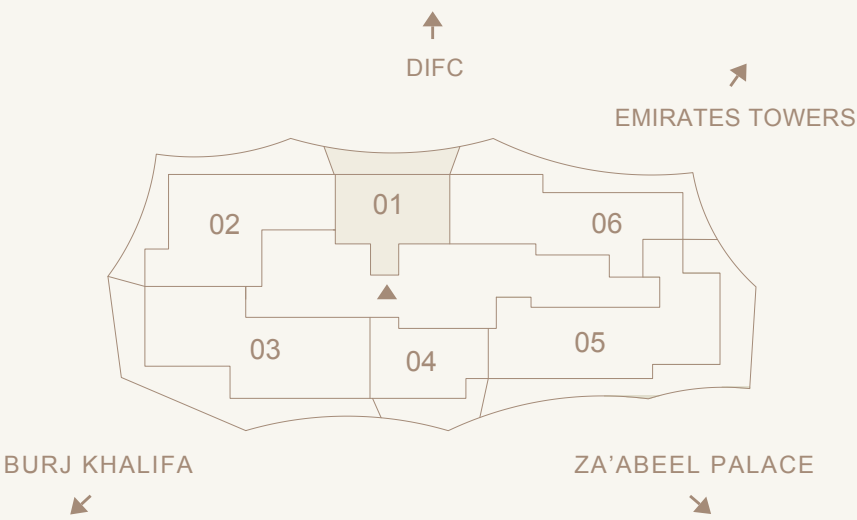 DIFC
EMIRATES TOWERS
01
02
06
03
04
05
BURJ KHALIFA
ZA’ABEEL PALACE